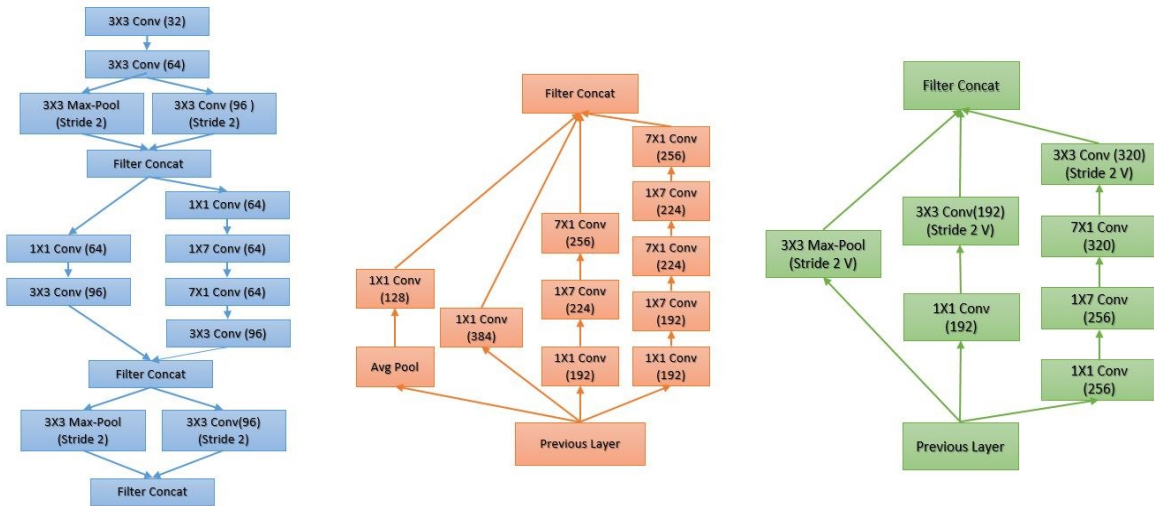 3X3 Conv (32)
3X3 Conv (64)
3X3 Max-Pool
(Stride 2)
3X3 Conv (96 )
(Stride 2)
Filter Concat
1X1 Conv (64)
1X1 Conv (64)
1X7 Conv (64)
3X3 Conv (96)
7X1 Conv (64)
3X3 Conv (96)
Filter Concat
3X3 Max-Pool
(Stride 2)
3X3 Conv(96)
(Stride 2)
Filter Concat
Filter Concat
7X1 Conv
(256)
1X7 Conv
(224)
7X1 Conv
(256)
7X1 Conv
(224)
1X1 Conv
(128)
1X1 Conv
(384)
1X7 Conv
(224)
1X7 Conv
(192)
Avg Pool
1X1 Conv
(192)
1X1 Conv
(192)
Previous Layer
Filter Concat
3X3 Conv (320)
(Stride 2 V)
3X3 Conv(192)
(Stride 2 V)
7X1 Conv
(320)
3X3 Max-Pool
(Stride 2 V)
1X1 Conv
(192)
1X7 Conv
(256)
1X1 Conv
(256)
Previous Layer